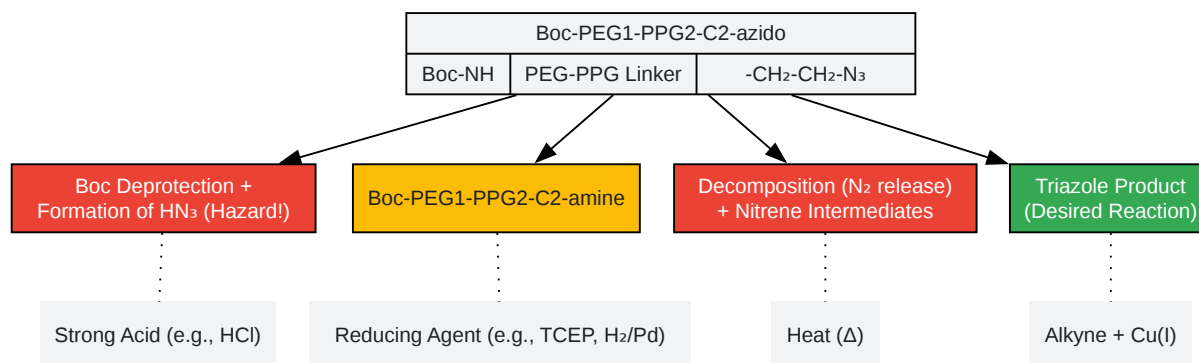 Boc-PEG1-PPG2-C2-azido
Boc-NH
PEG-PPG Linker
-CH₂-CH₂-N₃
Boc Deprotection +
Formation of HN₃ (Hazard!)
Boc-PEG1-PPG2-C2-amine
Decomposition (N₂ release)
+ Nitrene Intermediates
Triazole Product
(Desired Reaction)
Strong Acid (e.g., HCl)
Reducing Agent (e.g., TCEP, H₂/Pd)
Heat (Δ)
Alkyne + Cu(I)